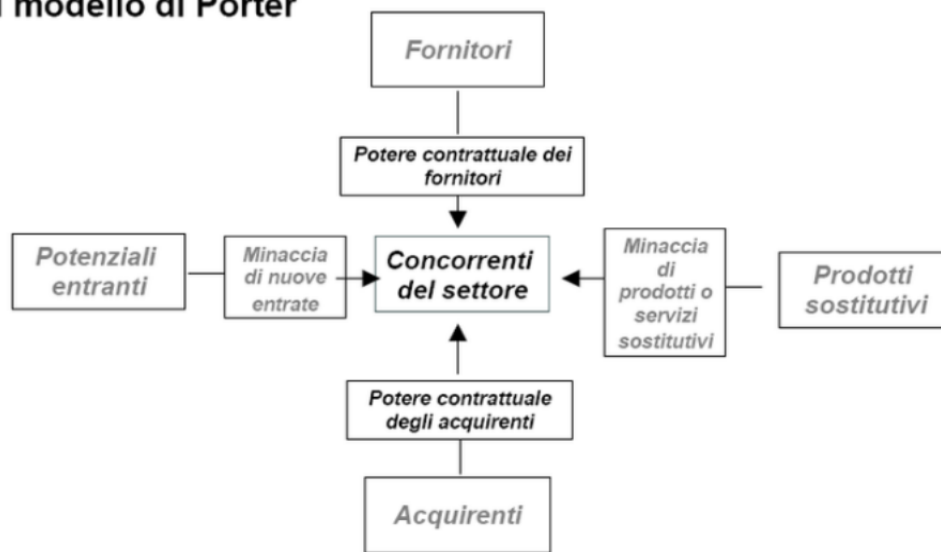 modello di Porter
Fornitori
Potere contrattuale dei
fornitori
Potenziali
entranti
Minaccia
di nuove
entrate
Concorrenti
del settore
Minaccia
di
prodotti o
servizi
sostitutivi
Prodotti
sostitutivi
Potere contrattuale
degli acquirenti
Acquirenti